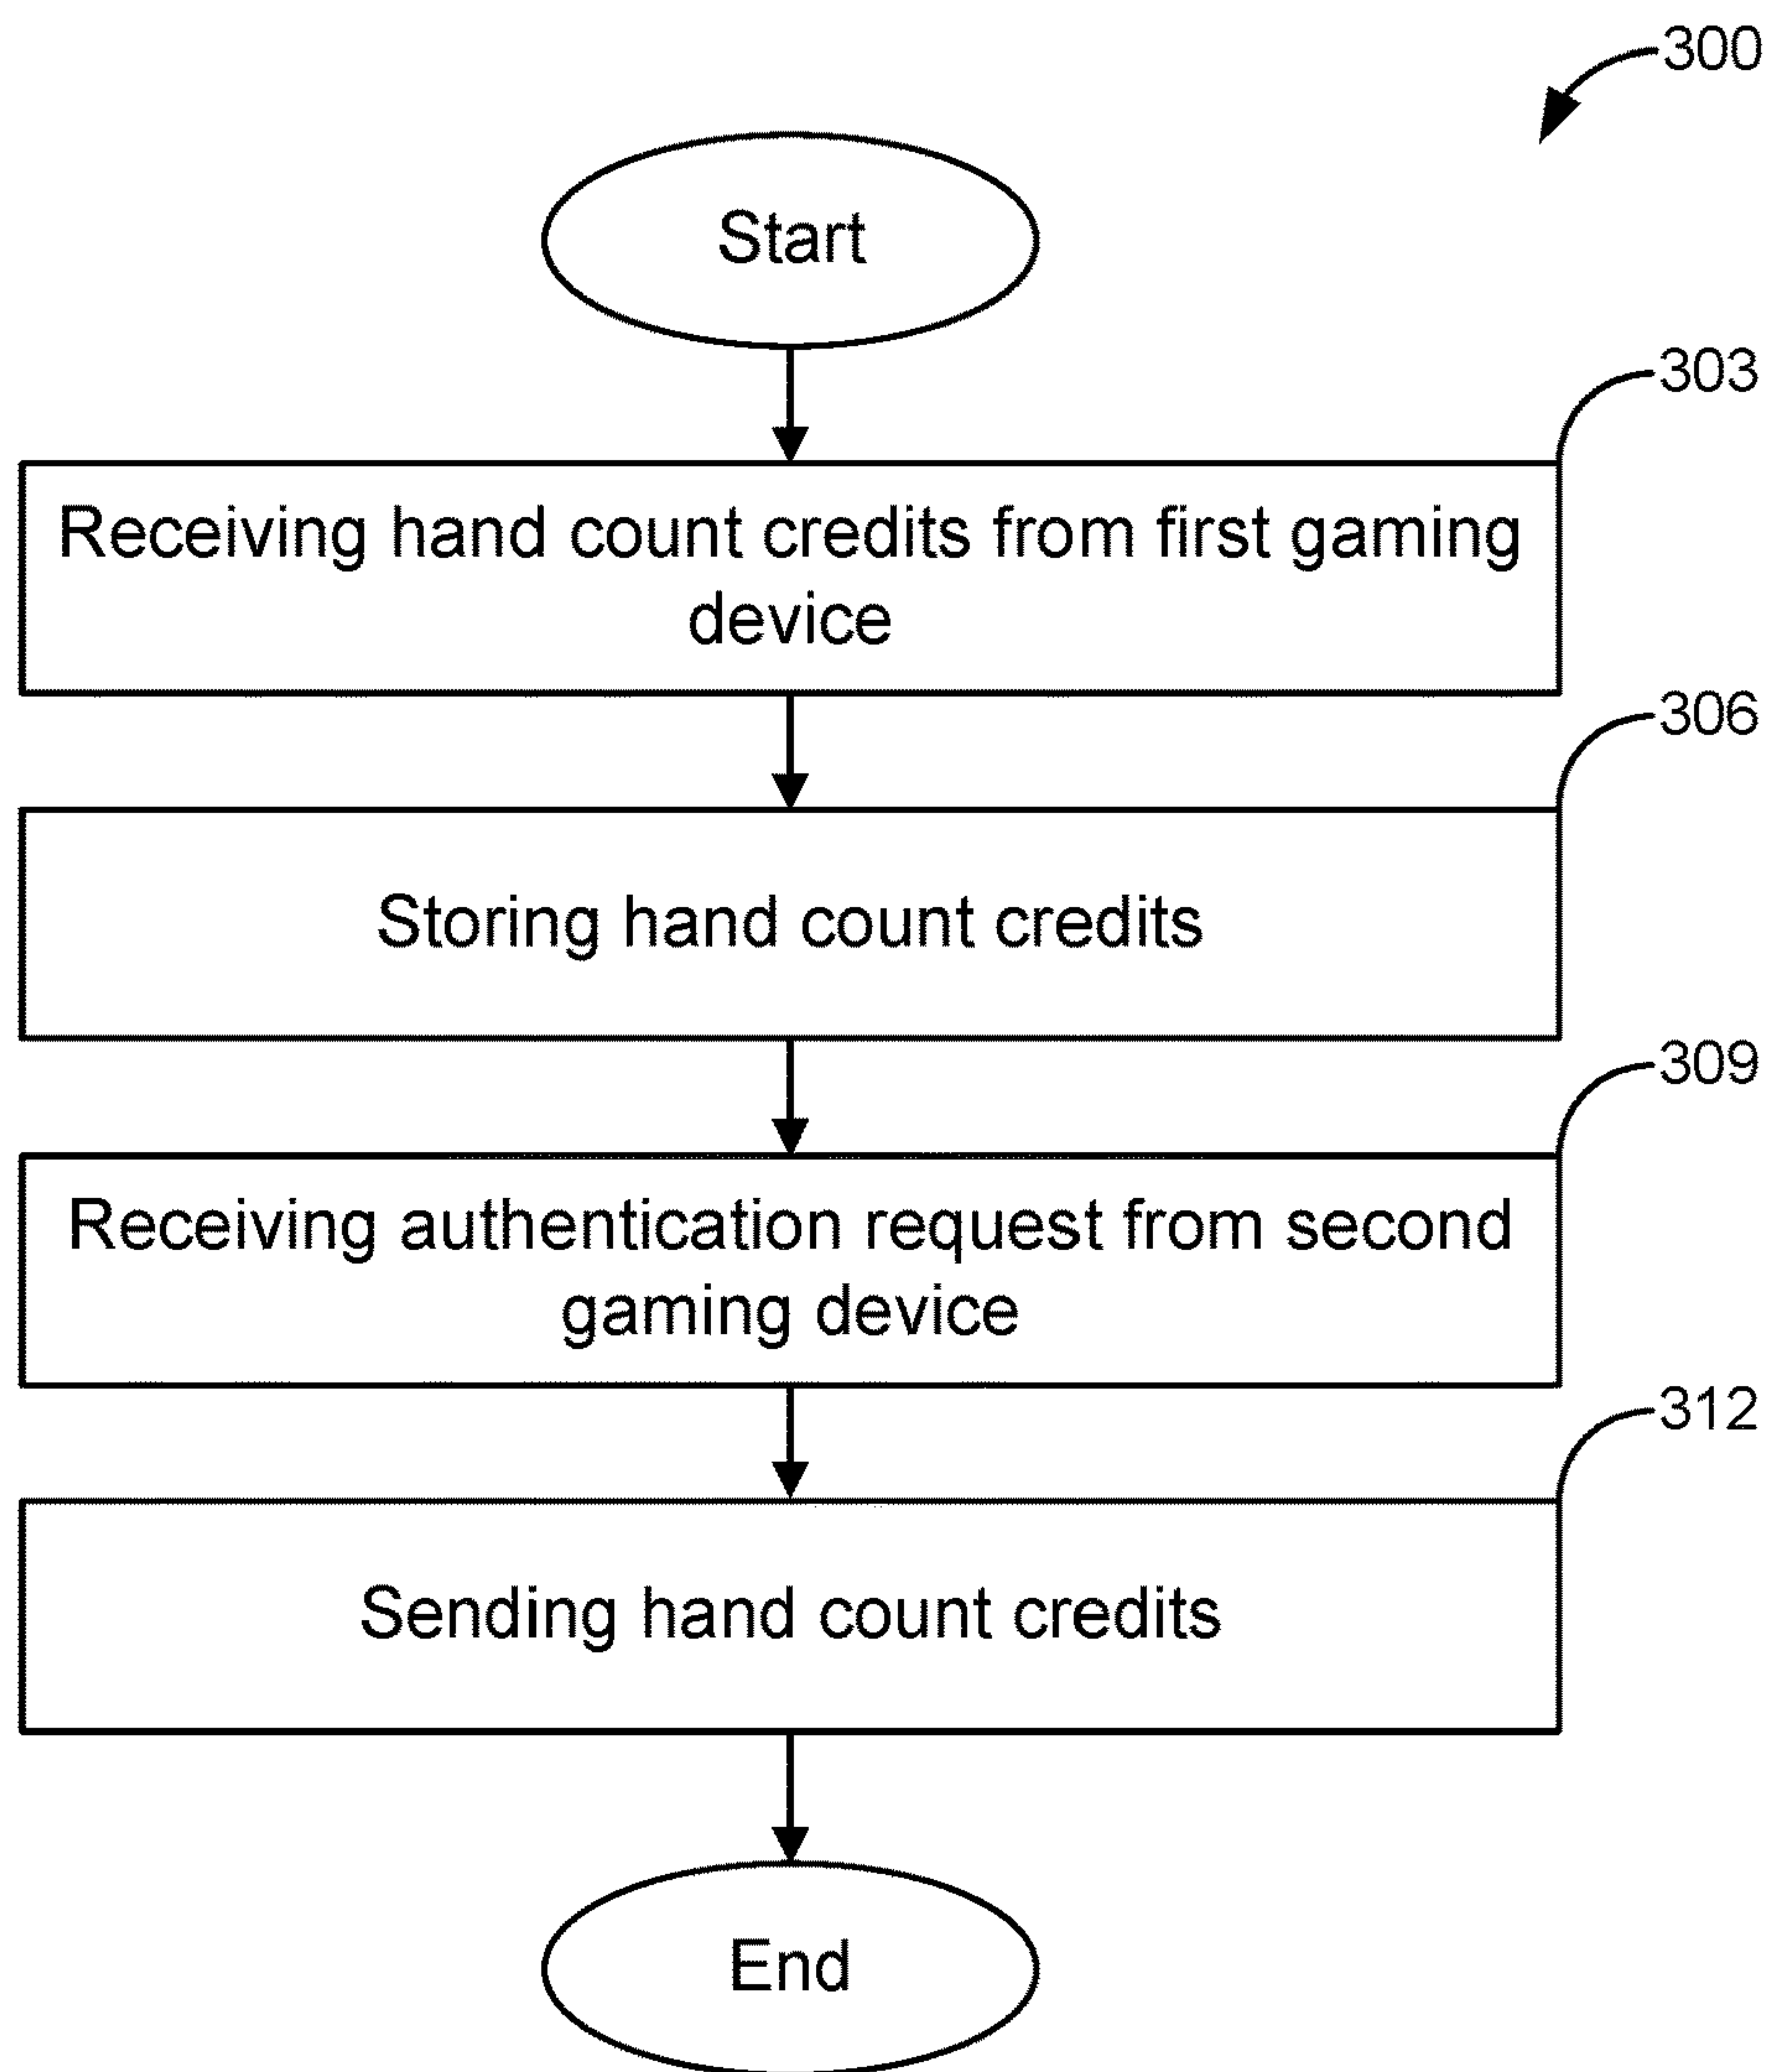 300
Start
303
Receiving hand count credits from first gaming
device
306
Storing hand count credits
309
Receiving authentication request from second
gaming device
312
Sending hand count credits
End